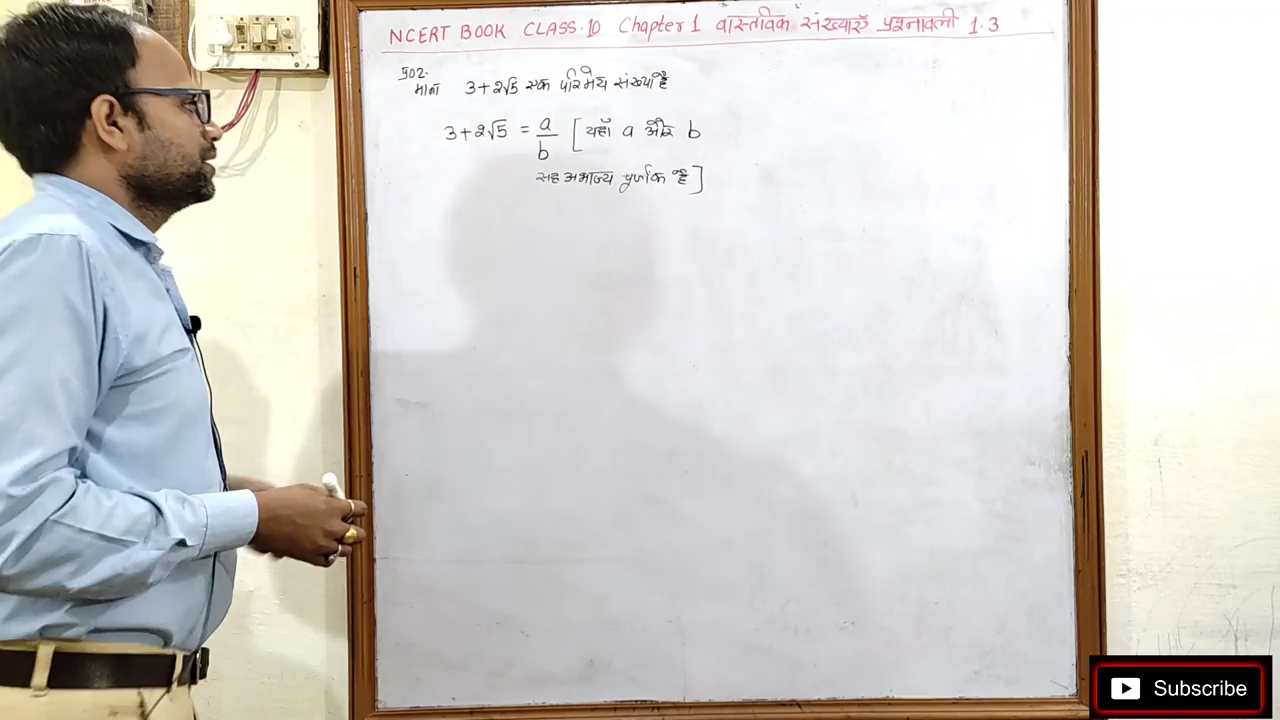 NCERT BOOK CLASS.10 Chapter 1 वास्तविक संख्याएँ प्रश्नावली 1.3
प्र02.
माना 3+2√5 एक परिमेय संख्या है
3+2√5 = a/b [यहाँ a और b
सह अभाज्य पूर्णांक है]
Subscribe